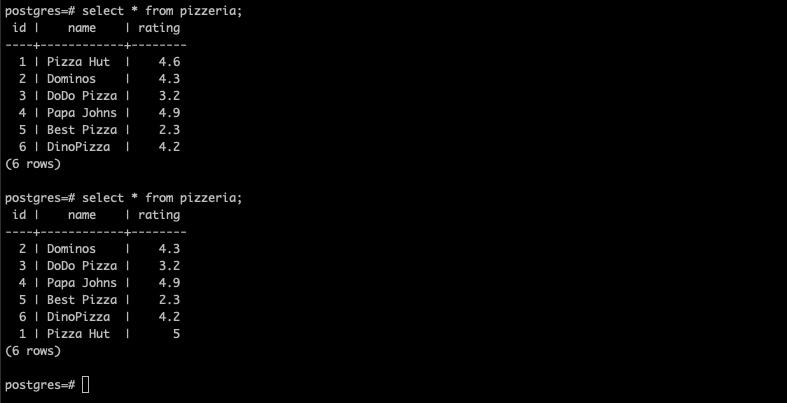 postgres=# select * from pizzeria;
 id |    name    | rating
----+------------+--------
  1 | Pizza Hut  |    4.6
  2 | Dominos    |    4.3
  3 | DoDo Pizza |    3.2
  4 | Papa Johns |    4.9
  5 | Best Pizza |    2.3
  6 | DinoPizza  |    4.2
(6 rows)

postgres=# select * from pizzeria;
 id |    name    | rating
----+------------+--------
  2 | Dominos    |    4.3
  3 | DoDo Pizza |    3.2
  4 | Papa Johns |    4.9
  5 | Best Pizza |    2.3
  6 | DinoPizza  |    4.2
  1 | Pizza Hut  |      5
(6 rows)

postgres=#